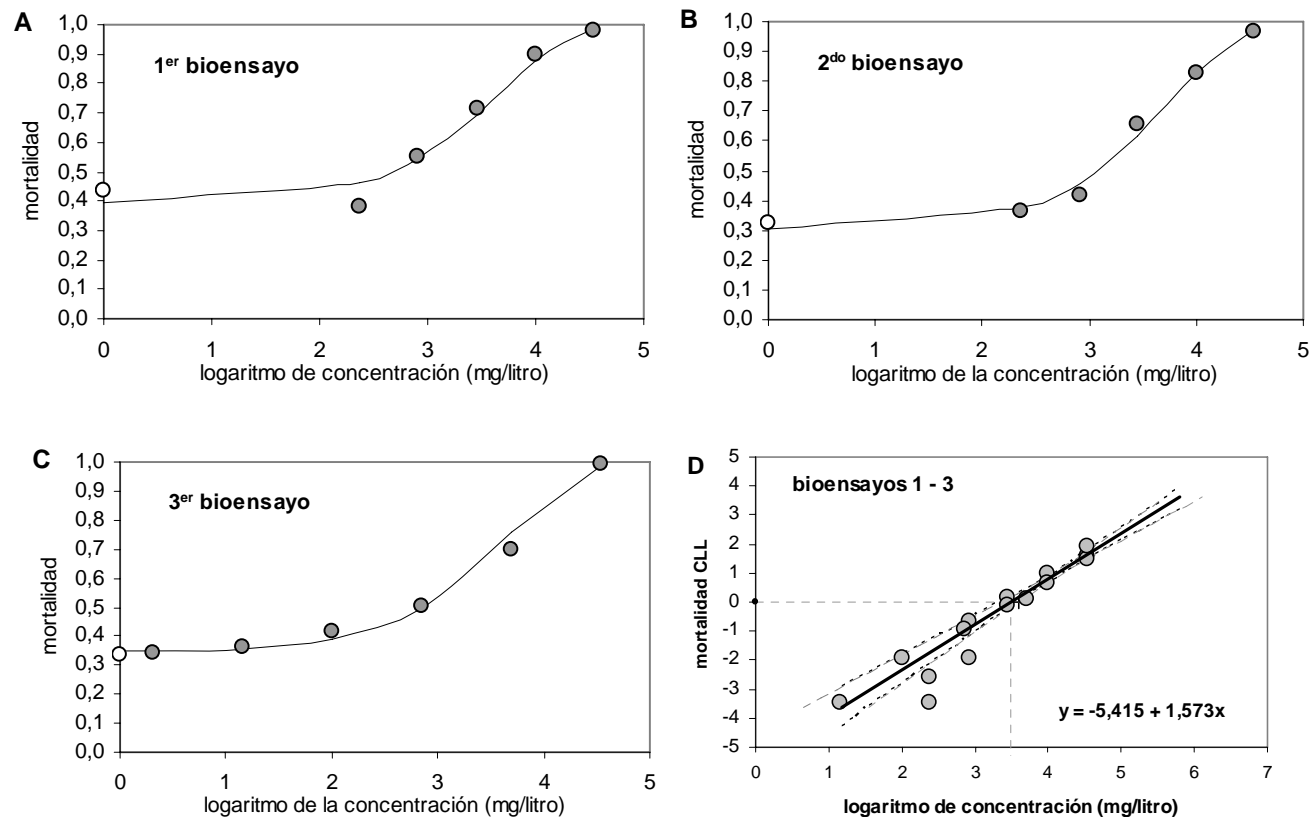 A
1er bioensayo
mortalidad
1,0
0,9
0,8
0,7
0,6
0,5
0,4
0,3
0,2
0,1
0,0
0 1 2 3 4 5
logaritmo de concentración (mg/litro)
B
2do bioensayo
mortalidad
1,0
0,9
0,8
0,7
0,6
0,5
0,4
0,3
0,2
0,1
0,0
0 1 2 3 4 5
logaritmo de la concentración (mg/litro)
C
3er bioensayo
mortalidad
1,0
0,9
0,8
0,7
0,6
0,5
0,4
0,3
0,2
0,1
0,0
0 1 2 3 4 5
logaritmo de la concentración (mg/litro)
D
bioensayos 1 - 3
mortalidad CLL
5
4
3
2
1
0
-1
-2
-3
-4
-5
y = -5,415 + 1,573x
0 1 2 3 4 5 6 7
logaritmo de concentración (mg/litro)